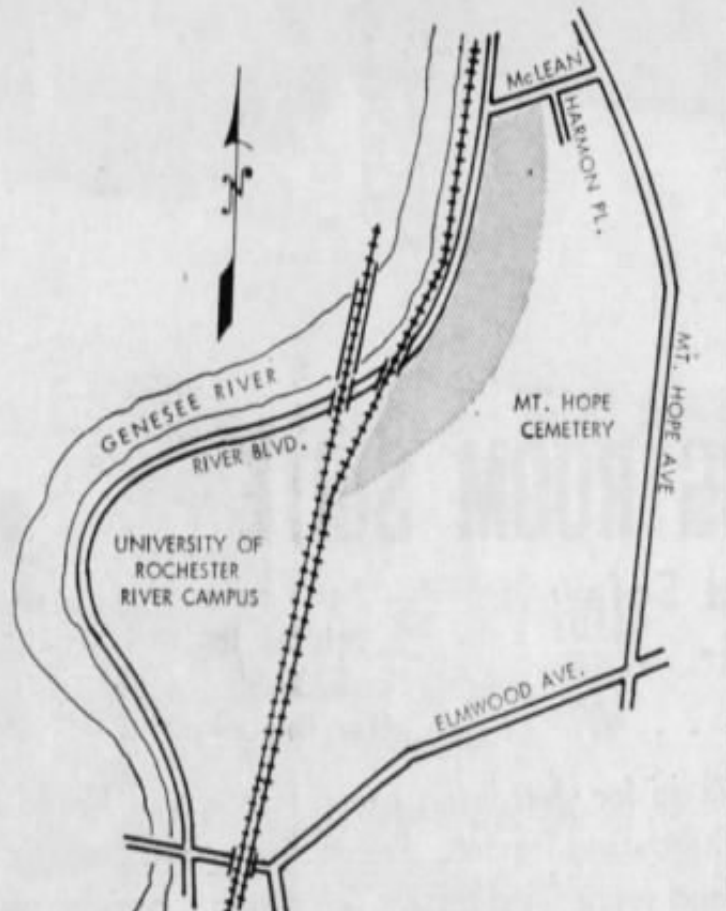 McLEAN
HARMON PL.
N
GENESEE RIVER
RIVER BLVD.
MT. HOPE
CEMETERY
MT. HOPE AVE
UNIVERSITY OF
ROCHESTER
RIVER CAMPUS
ELMWOOD AVE.